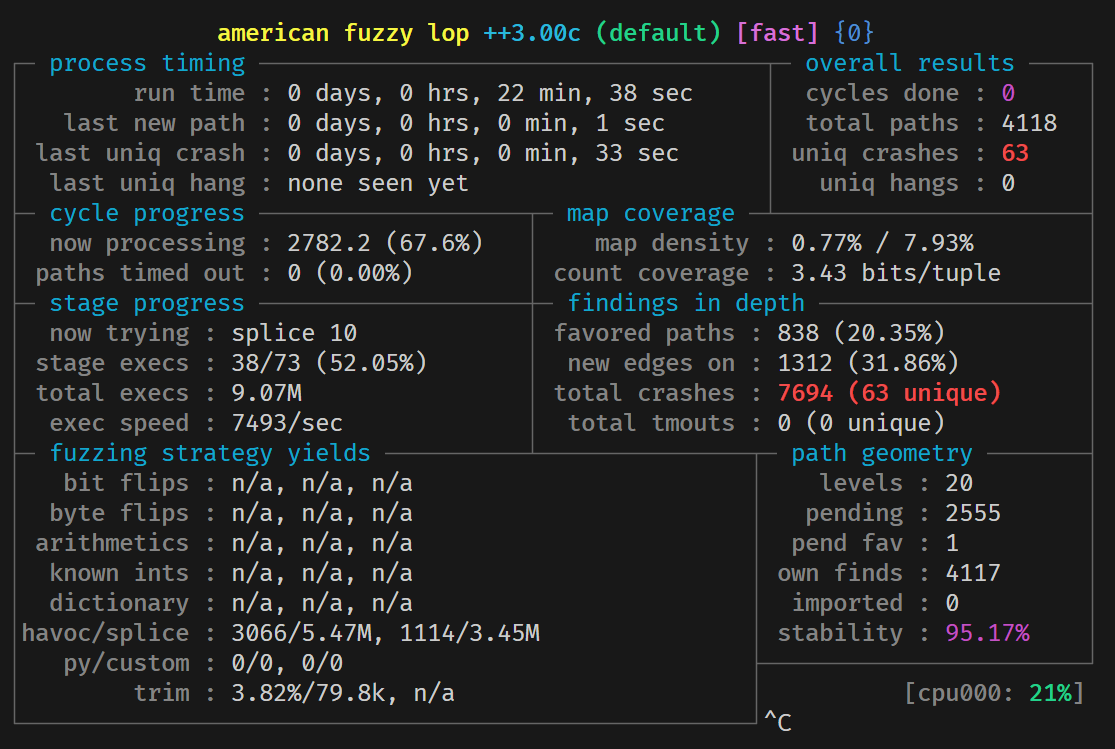 american fuzzy lop ++3.00c (default) [fast] {0}
process timing overall results
run time : 0 days, 0 hrs, 22 min, 38 sec cycles done : 0
last new path : 0 days, 0 hrs, 0 min, 1 sec total paths : 4118
last uniq crash : 0 days, 0 hrs, 0 min, 33 sec uniq crashes : 63
last uniq hang : none seen yet uniq hangs : 0
cycle progress map coverage
now processing : 2782.2 (67.6%) map density : 0.77% / 7.93%
paths timed out : 0 (0.00%) count coverage : 3.43 bits/tuple
stage progress findings in depth
now trying : splice 10 favored paths : 838 (20.35%)
stage execs : 38/73 (52.05%) new edges on : 1312 (31.86%)
total execs : 9.07M total crashes : 7694 (63 unique)
exec speed : 7493/sec total tmouts : 0 (0 unique)
fuzzing strategy yields path geometry
bit flips : n/a, n/a, n/a levels : 20
byte flips : n/a, n/a, n/a pending : 2555
arithmetics : n/a, n/a, n/a pend fav : 1
known ints : n/a, n/a, n/a own finds : 4117
dictionary : n/a, n/a, n/a imported : 0
havoc/splice : 3066/5.47M, 1114/3.45M stability : 95.17%
py/custom : 0/0, 0/0
trim : 3.82%/79.8k, n/a [cpu000: 21%]
^C